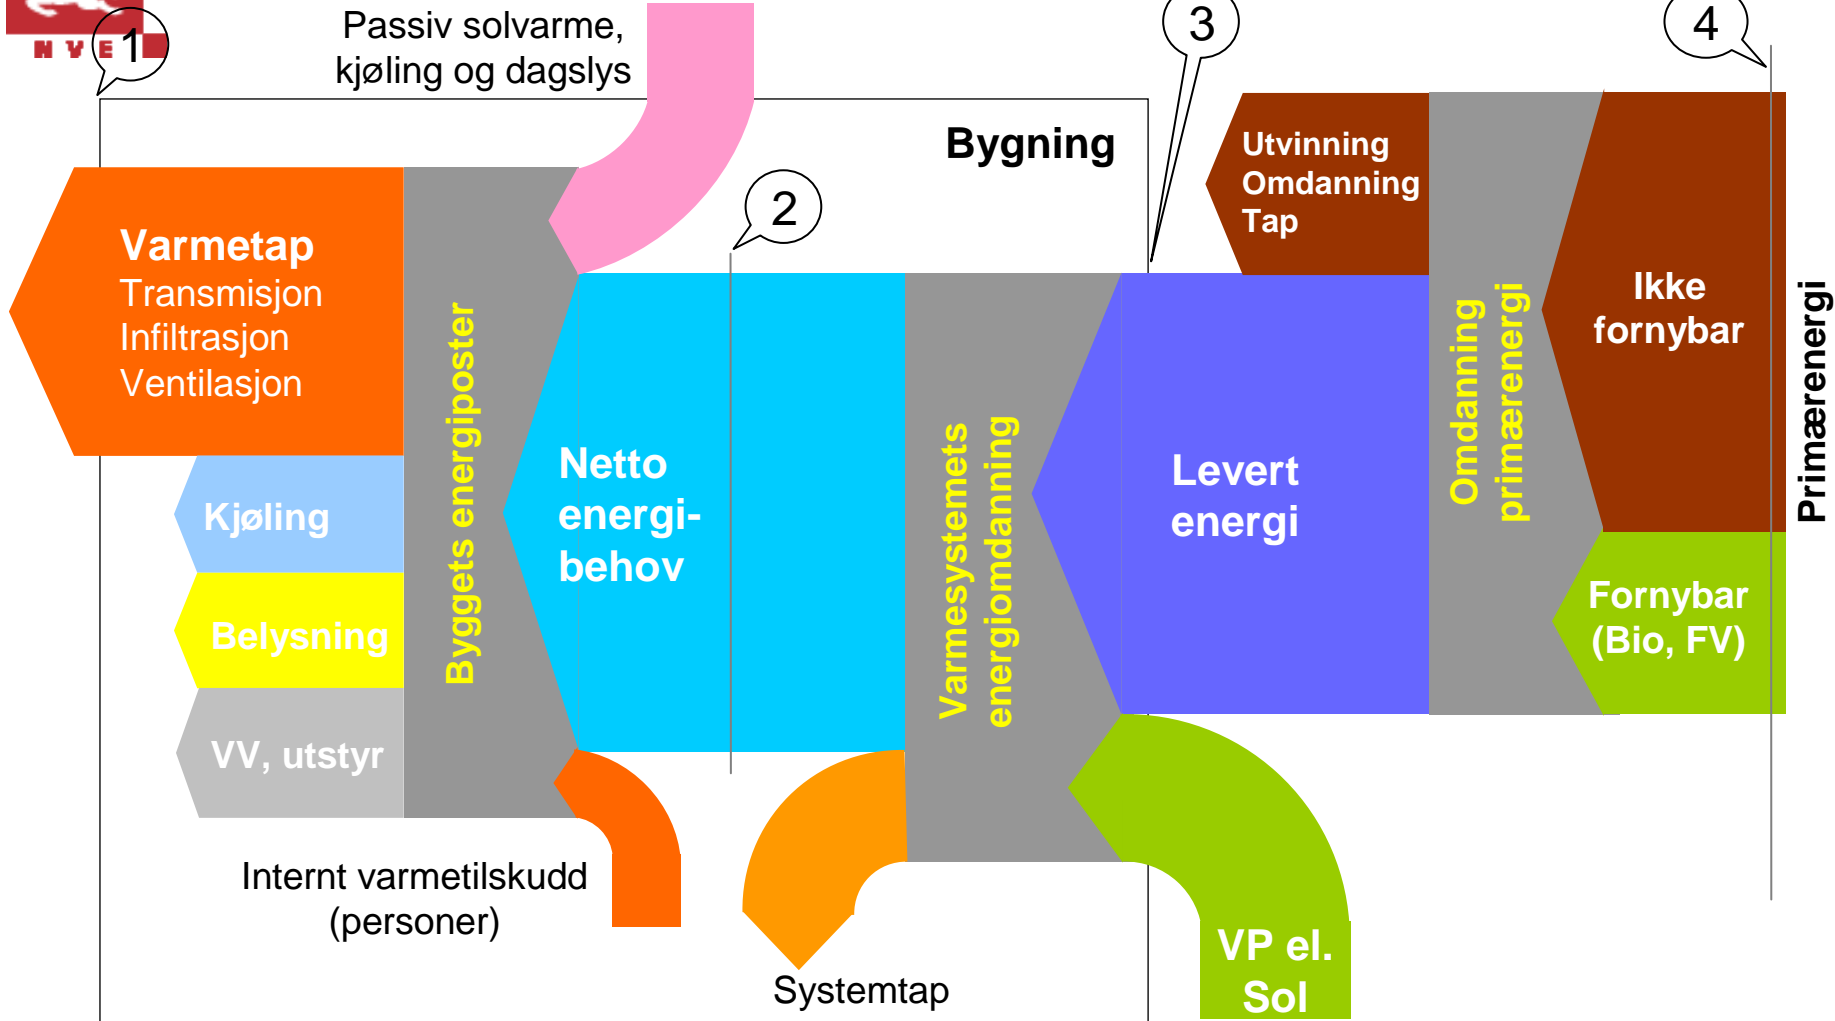 NVE
1
Passiv solvarme,
kjøling og dagslys
3
4
Bygning
Utvinning
Omdanning
Tap
2
Varmetap
Transmisjon
Infiltrasjon
Ventilasjon
Kjøling
Belysning
VV, utstyr
Byggets energiposter
Netto
energi-
behov
Varmesystemets
energiomdanning
Levert
energi
Omdanning
primærenergi
Ikke
fornybar
Fornybar
(Bio, FV)
Primærenergi
Internt varmetilskudd
(personer)
Systemtap
VP el.
Sol